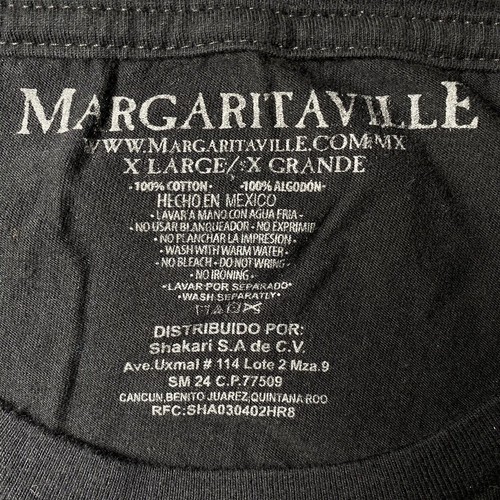 MARGARITAVILLE
WWW.MARGARITAVILLE.COM.MX
X LARGE/ X GRANDE
• 100% COTTON • • 100% ALGODÓN •
HECHO EN MEXICO
• LAVAR A MANO CON AGUA FRIA •
• NO USAR BLANQUEADOR • NO EXPRIMIR
NO PLANCHAR LA IMPRESION •
• WASH WITH WARM WATER •
NO BLEACH • DO NOT WRING •
• NO IRONING •
• LAVAR POR SEPARADO •
• WASH SEPARATLY •
DISTRIBUIDO POR:
Shakari S.A de C.V.
Ave.Uxmal # 114 Lote 2 Mza.9
SM 24 C.P.77509
CANCUN,BENITO JUAREZ,QUINTANA ROO
RFC:SHA030402HR8